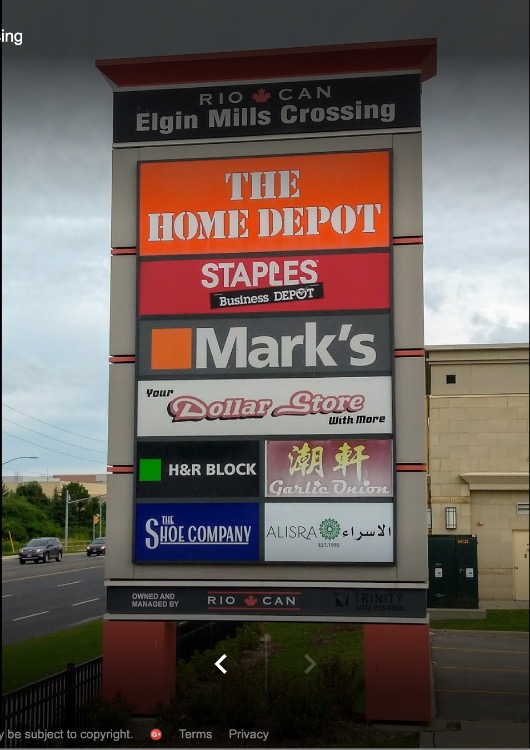 sing
RIO CAN
Elgin Mills Crossing
THE
HOME DEPOT
STAPLES
Business DEPOT
Mark's
Your
Dollar Store
With More
H&R BLOCK
潮軒
Garlic Onion
THE
SHOE COMPANY
ALISRA الاسراء
EST.1995
OWNED AND
MANAGED BY
RIO CAN
TRINITY
y be subject to copyright.
Terms
Privacy